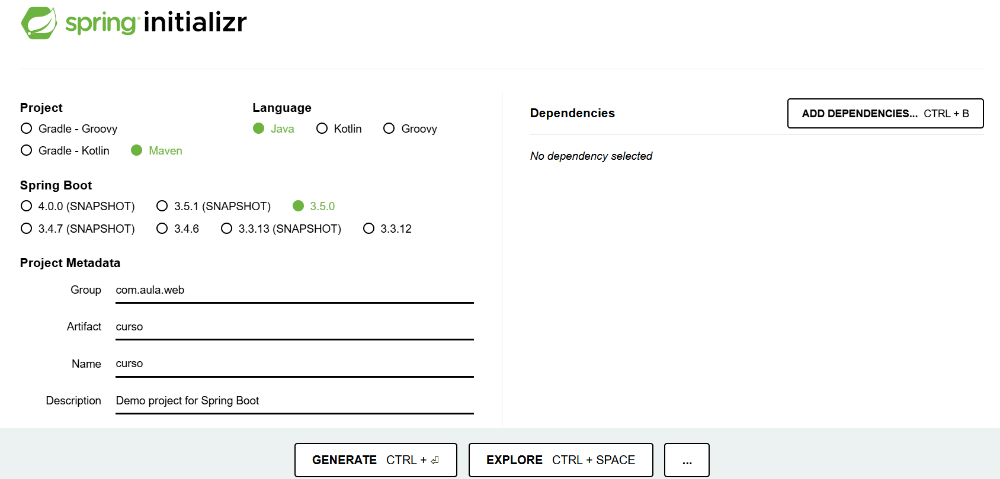 spring initializr
Project
Gradle - Groovy
Gradle - Kotlin Maven
Language
Java Kotlin Groovy
Spring Boot
4.0.0 (SNAPSHOT) 3.5.1 (SNAPSHOT) 3.5.0
3.4.7 (SNAPSHOT) 3.4.6 3.3.13 (SNAPSHOT) 3.3.12
Project Metadata
Group com.aula.web
Artifact curso
Name curso
Description Demo project for Spring Boot
Dependencies
ADD DEPENDENCIES... CTRL + B
No dependency selected
GENERATE CTRL + ⏎
EXPLORE CTRL + SPACE
...